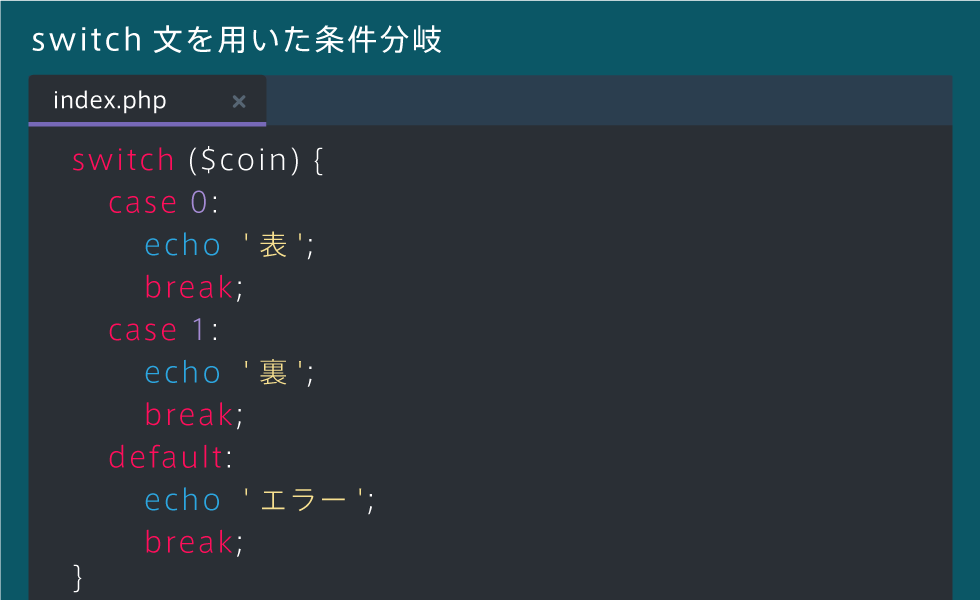 switch 文を用いた条件分岐
index.php ×
switch ($coin) {
case 0:
echo '表';
break;
case 1:
echo '裏';
break;
default:
echo 'エラー';
break;
}